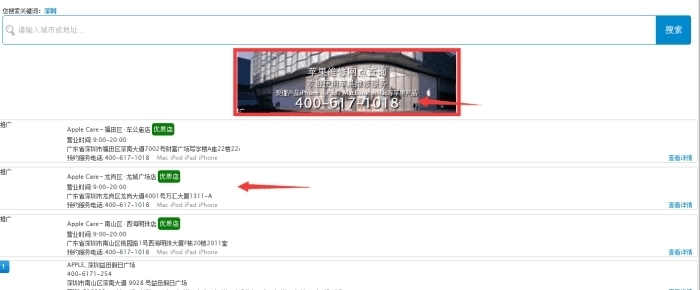 您搜索关键词：深圳
请输入城市或地址...
搜索
苹果维修网点查询
400-617-1018
推广
推广
Apple Care - 福田区·车公庙店 优质店
营业时间:9:00-20:00
广东省深圳市福田区深南大道7002号财富广场写字楼A座22楼22i
预约服务电话:400-617-1018 Mac iPod iPad iPhone
查看详情
推广
Apple Care - 龙岗区·龙城广场店 优质店
营业时间:9:00-20:00
广东省深圳市龙岗区龙岗大道4001号万汇大厦1311-A
预约服务电话:400-617-1018 Mac iPod iPad iPhone
查看详情
推广
Apple Care - 南山区·西海明珠店 优质店
营业时间:9:00-20:00
广东省深圳市南山区桃园路1号西海明珠大厦F栋20楼2011室
预约服务电话:400-617-1018 Mac iPod iPad iPhone
查看详情
1
APPLE, 深圳益田假日广场
400-6171-254
深圳市南山区深南大道 9028 号益田假日广场
查看详情